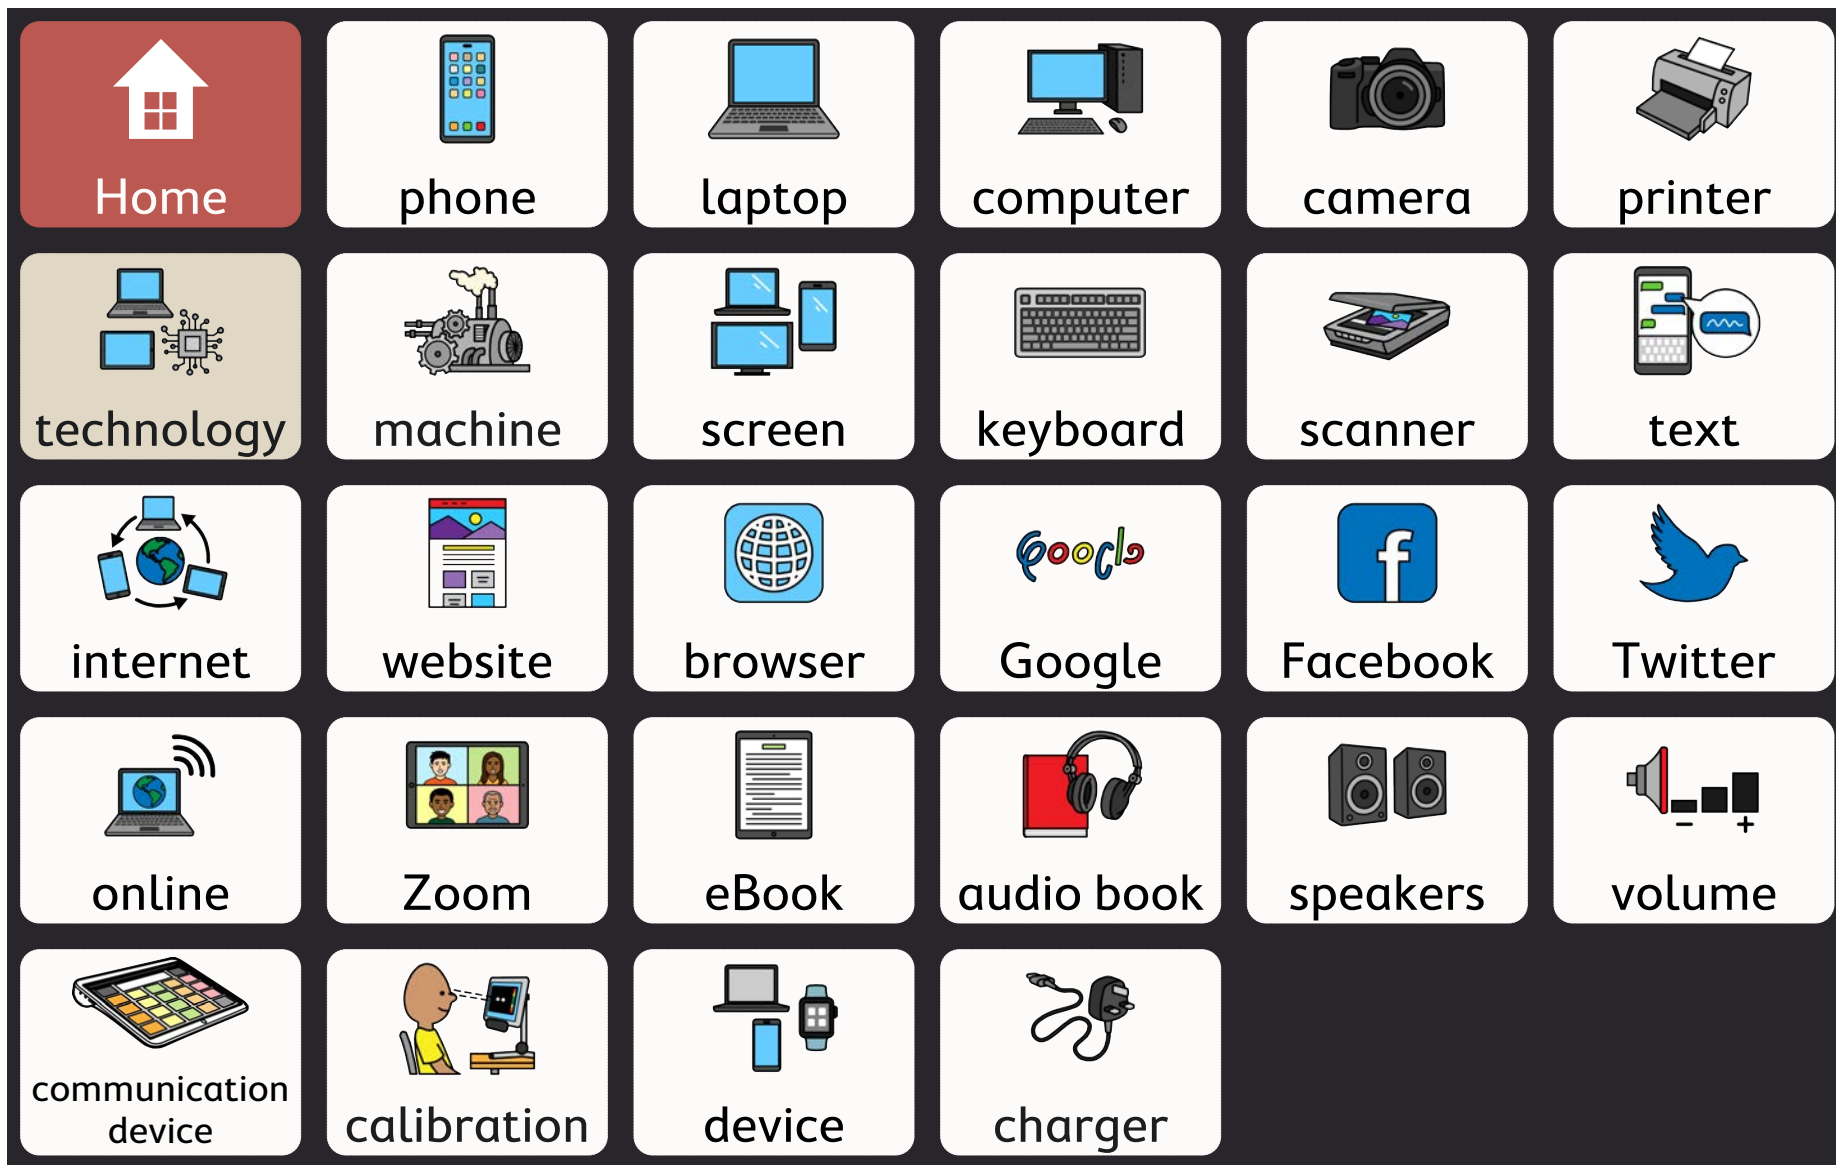 Home
phone
laptop
computer
camera
printer
technology
machine
screen
keyboard
scanner
text
internet
website
browser
Google
Facebook
Twitter
online
Zoom
eBook
audio book
speakers
volume
communication
device
calibration
device
charger